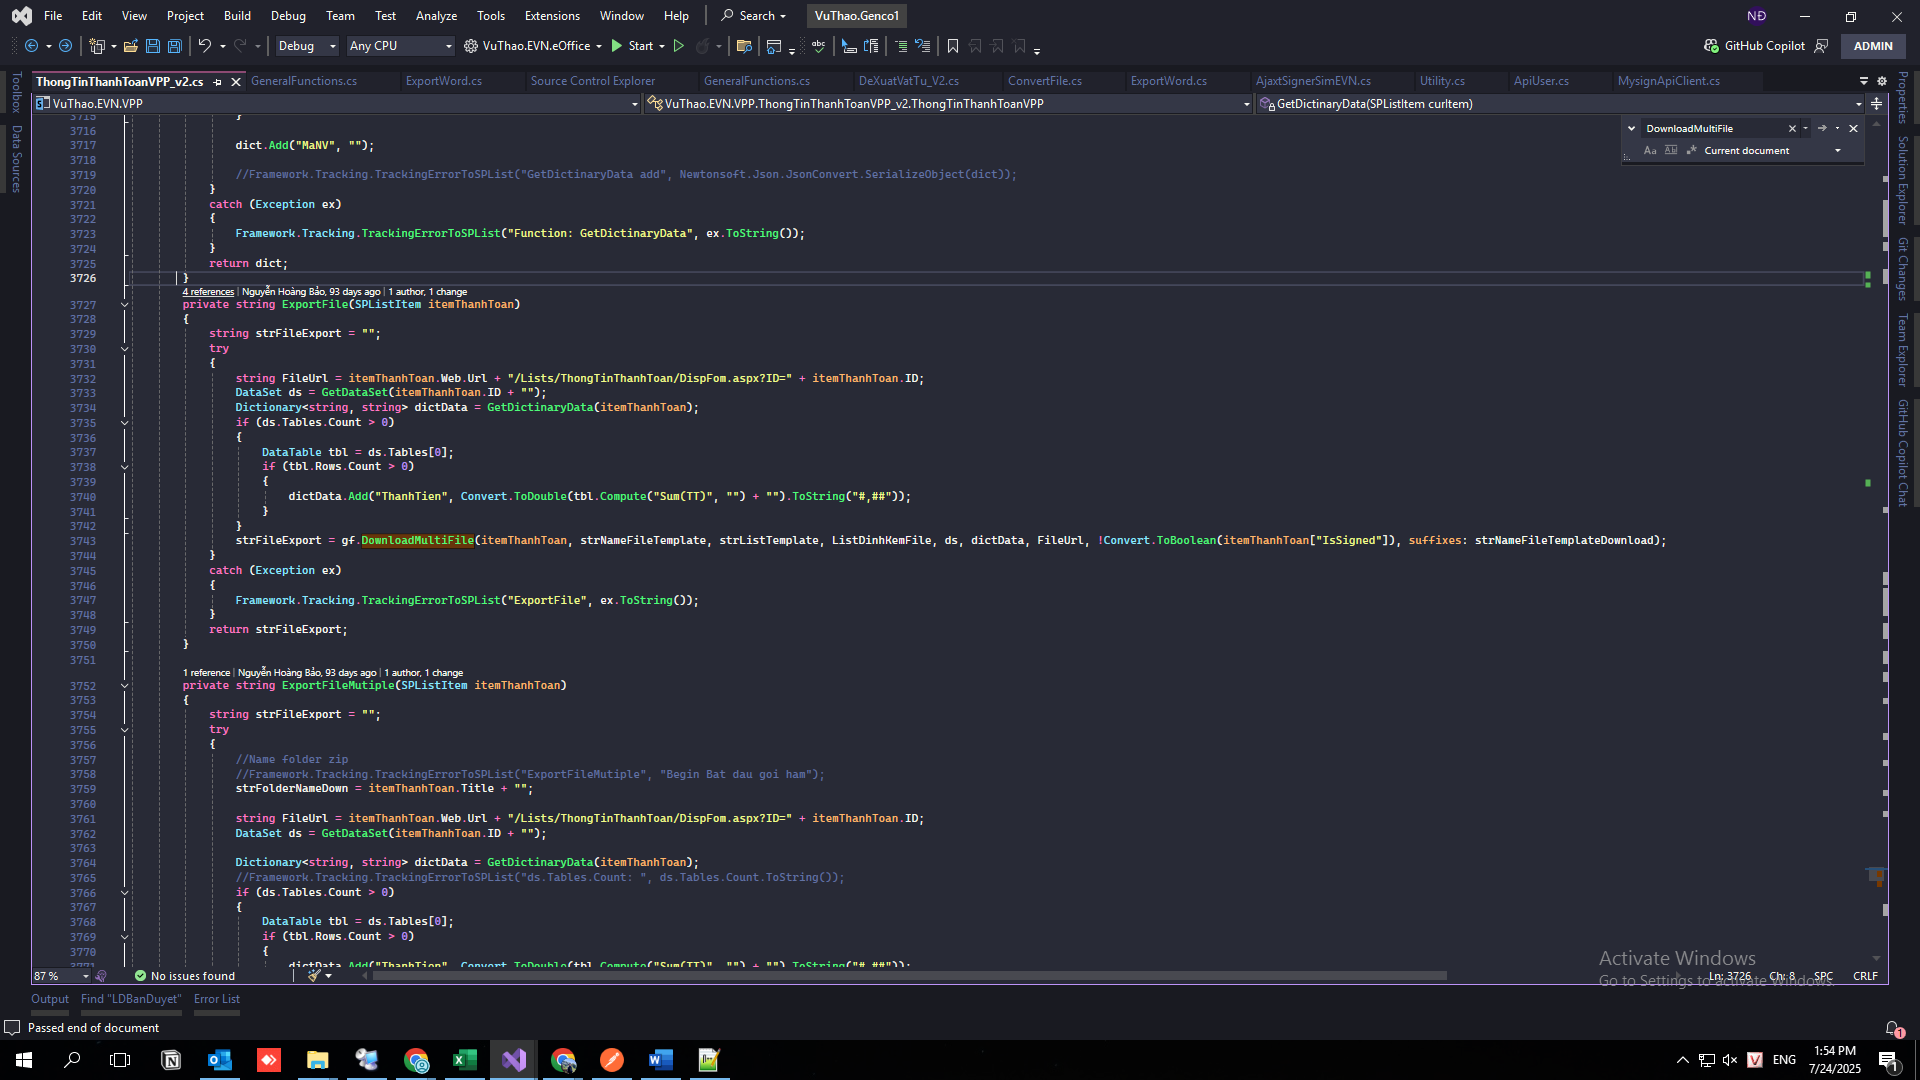 File Edit View Project Build Debug Team Test Analyze Tools Extensions Window Help Search VuThao.Genco1 NĐ
Debug Any CPU VuThao.EVN.eOffice Start GitHub Copilot ADMIN
ThongTinThanhToanVPP_v2.cs GeneralFunctions.cs ExportWord.cs Source Control Explorer GeneralFunctions.cs DeXuatVatTu_V2.cs ConvertFile.cs ExportWord.cs AjaxtSignerSimEVN.cs Utility.cs ApiUser.cs MysignApiClient.cs
VuThao.EVN.VPP VuThao.EVN.VPP.ThongTinThanhToanVPP_v2.ThongTinThanhToanVPP GetDictinaryData(SPListItem curItem)
Toolbox
Data Sources
Properties
Solution Explorer
Git Changes
Team Explorer
GitHub Copilot Chat
DownloadMultiFile
Aa Current document
3715 }
3716
3717 dict.Add("MaNV", "");
3718
3719 //Framework.Tracking.TrackingErrorToSPList("GetDictinaryData add", Newtonsoft.Json.JsonConvert.SerializeObject(dict));
3720 }
3721 catch (Exception ex)
3722 {
3723 Framework.Tracking.TrackingErrorToSPList("Function: GetDictinaryData", ex.ToString());
3724 }
3725 return dict;
3726 }
4 references | Nguyễn Hoàng Bảo, 93 days ago | 1 author, 1 change
3727 private string ExportFile(SPListItem itemThanhToan)
3728 {
3729 string strFileExport = "";
3730 try
3731 {
3732 string FileUrl = itemThanhToan.Web.Url + "/Lists/ThongTinThanhToan/DispFom.aspx?ID=" + itemThanhToan.ID;
3733 DataSet ds = GetDataSet(itemThanhToan.ID + "");
3734 Dictionary<string, string> dictData = GetDictinaryData(itemThanhToan);
3735 if (ds.Tables.Count > 0)
3736 {
3737 DataTable tbl = ds.Tables[0];
3738 if (tbl.Rows.Count > 0)
3739 {
3740 dictData.Add("ThanhTien", Convert.ToDouble(tbl.Compute("Sum(TT)", "") + "").ToString("#,##"));
3741 }
3742 }
3743 strFileExport = gf.DownloadMultiFile(itemThanhToan, strNameFileTemplate, strListTemplate, ListDinhKemFile, ds, dictData, FileUrl, !Convert.ToBoolean(itemThanhToan["IsSigned"]), suffixes: strNameFileTemplateDownload);
3744 }
3745 catch (Exception ex)
3746 {
3747 Framework.Tracking.TrackingErrorToSPList("ExportFile", ex.ToString());
3748 }
3749 return strFileExport;
3750 }
3751
1 reference | Nguyễn Hoàng Bảo, 93 days ago | 1 author, 1 change
3752 private string ExportFileMutiple(SPListItem itemThanhToan)
3753 {
3754 string strFileExport = "";
3755 try
3756 {
3757 //Name folder zip
3758 //Framework.Tracking.TrackingErrorToSPList("ExportFileMutiple", "Begin Bat dau goi ham");
3759 strFolderNameDown = itemThanhToan.Title + "";
3760
3761 string FileUrl = itemThanhToan.Web.Url + "/Lists/ThongTinThanhToan/DispFom.aspx?ID=" + itemThanhToan.ID;
3762 DataSet ds = GetDataSet(itemThanhToan.ID + "");
3763
3764 Dictionary<string, string> dictData = GetDictinaryData(itemThanhToan);
3765 //Framework.Tracking.TrackingErrorToSPList("ds.Tables.Count: ", ds.Tables.Count.ToString());
3766 if (ds.Tables.Count > 0)
3767 {
3768 DataTable tbl = ds.Tables[0];
3769 if (tbl.Rows.Count > 0)
3770 {
3771 dictData.Add("ThanhTien", Convert.ToDouble(tbl.Compute("Sum(TT)", "") + "").ToString("#,##"));
87 % No issues found Ln: 3726 Ch: 8 SPC CRLF
Activate Windows
Go to Settings to activate Windows.
Output Find "LDBanDuyet" Error List
Passed end of document 1
ENG 1:54 PM
7/24/2025 1